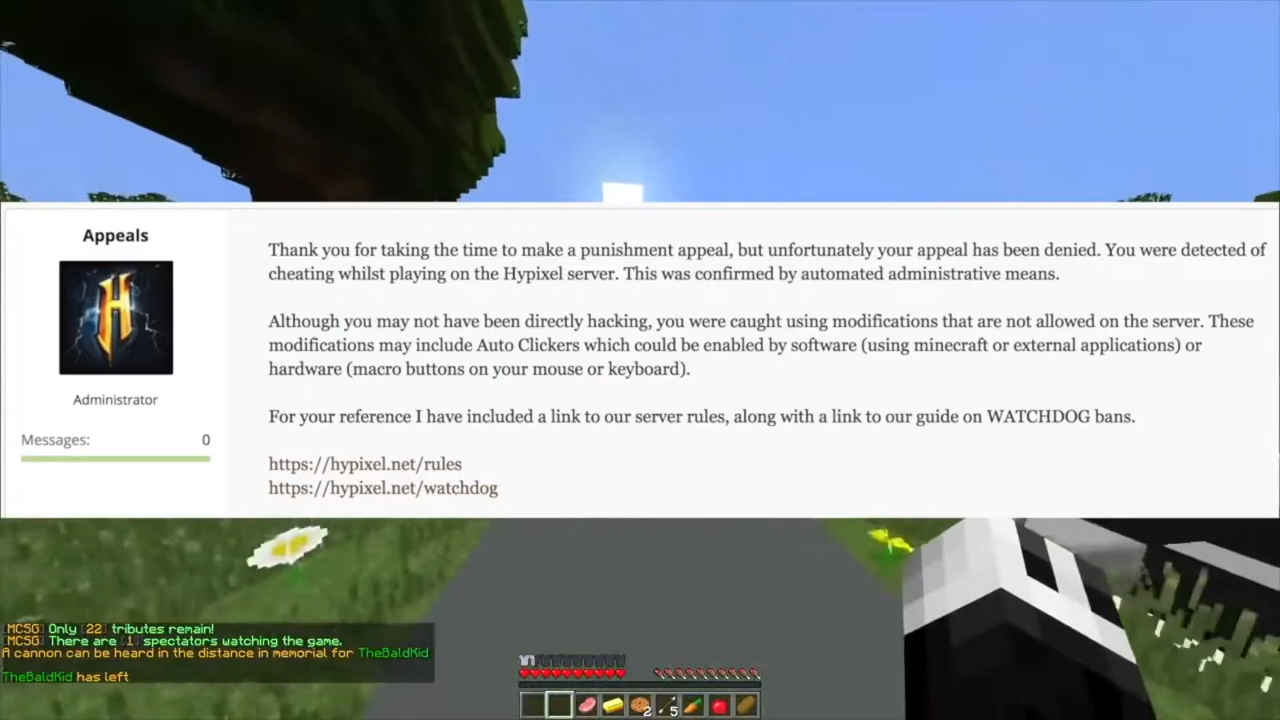 Appeals
Administrator
Messages: 0
Thank you for taking the time to make a punishment appeal, but unfortunately your appeal has been denied. You were detected of
cheating whilst playing on the Hypixel server. This was confirmed by automated administrative means.
Although you may not have been directly hacking, you were caught using modifications that are not allowed on the server. These
modifications may include Auto Clickers which could be enabled by software (using minecraft or external applications) or
hardware (macro buttons on your mouse or keyboard).
For your reference I have included a link to our server rules, along with a link to our guide on WATCHDOG bans.
https://hypixel.net/rules
https://hypixel.net/watchdog
[MCSG] Only [22] tributes remain!
[MCSG] There are [1] spectators watching the game.
A cannon can be heard in the distance in memorial for TheBaldKid
TheBaldKid has left
2 5